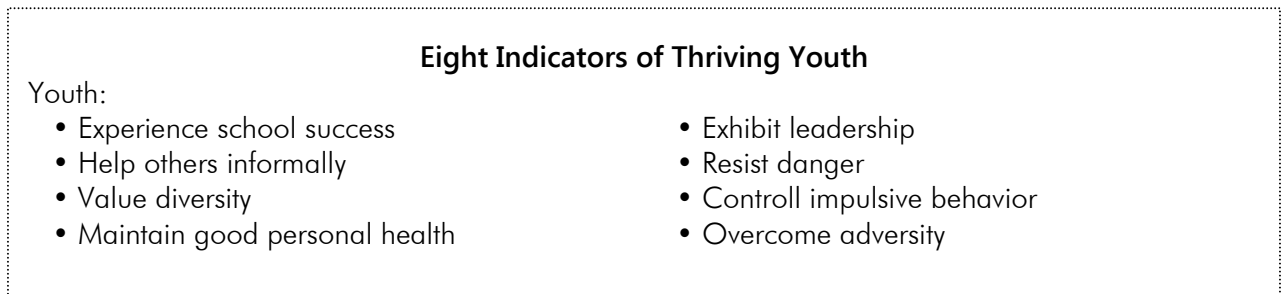 Eight Indicators of Thriving Youth
Youth:
• Experience school success
• Help others informally
• Value diversity
• Maintain good personal health
• Exhibit leadership
• Resist danger
• Controll impulsive behavior
• Overcome adversity